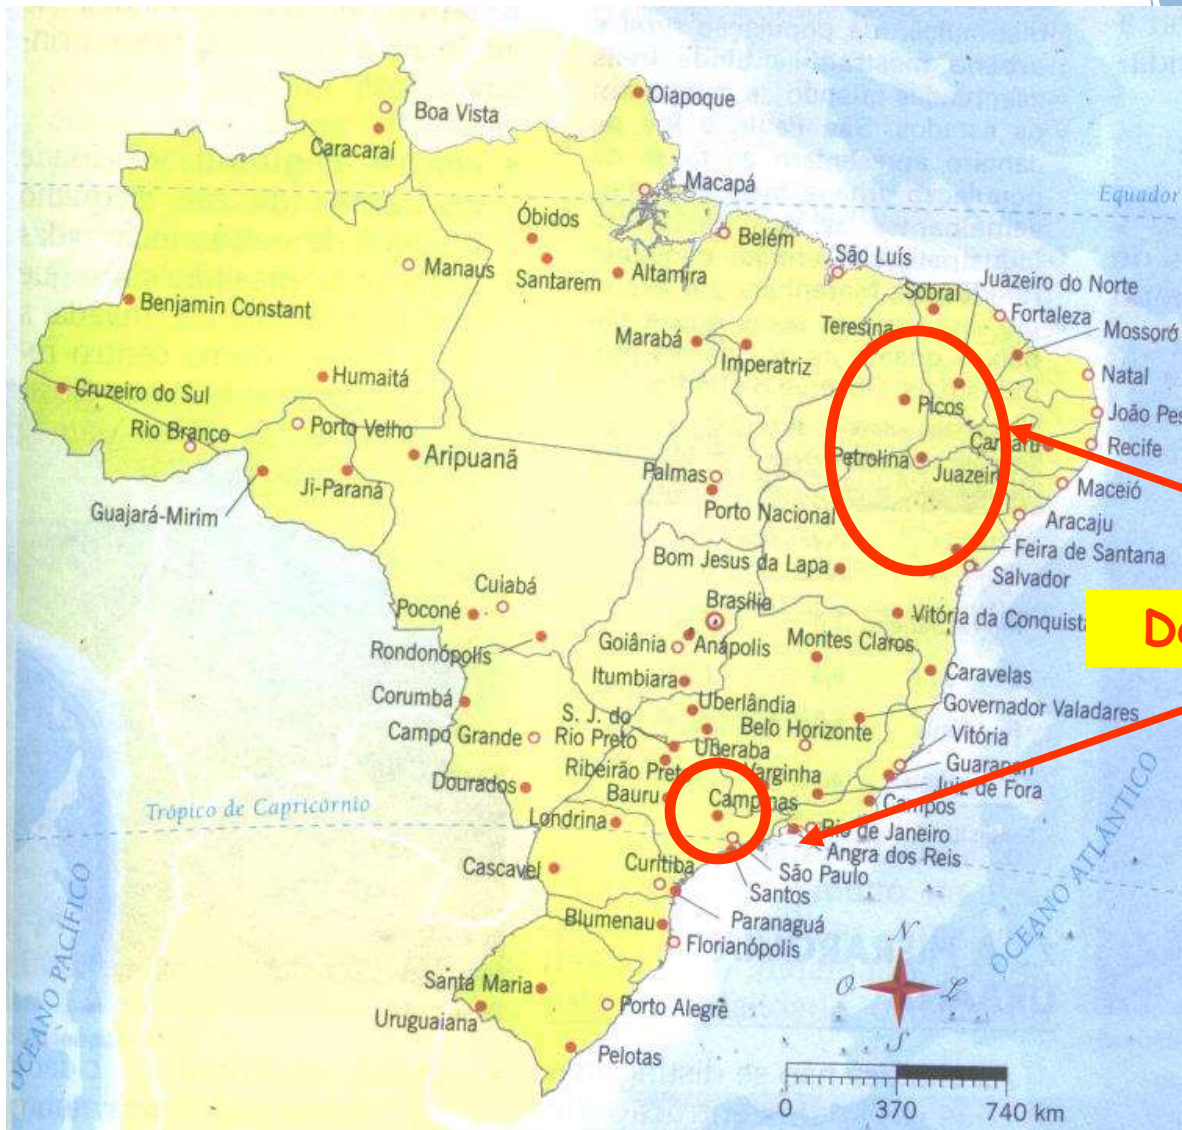 Oiapoque
Boa Vista
Caracaraí
Macapá
Equador
Óbidos
Belém
São Luís
Manaus
Santarem
Altamira
Juazeiro do Norte
Sobral
Benjamin Constant
Fortaleza
Teresina
Marabá
Mossoró
Imperatriz
Humaitá
Natal
Cruzeiro do Sul
Picos
João Pes
Rio Branco
Porto Velho
Recife
Aripuanã
Petrolina
Palmas
Juazeir
Ji-Paraná
Maceió
Guajará-Mirim
Porto Nacional
Aracaju
Feira de Santana
Bom Jesus da Lapa
Salvador
Cuiabá
Brasília
Poconé
Vitória da Conquista
Goiânia
Anápolis
Montes Claros
Rondonópolis
Caravelas
Itumbiara
Corumbá
Uberlândia
Governador Valadares
S. J. do
Rio Preto
Belo Horizonte
Campo Grande
Vitória
Uberaba
Guarapari
Ribeirão Preto
Varginha
Juiz de Fora
Dourados
Bauru
Campinas
Campos
Trópico de Capricórnio
Londrina
Rio de Janeiro
Angra dos Reis
Cascavel
Curitiba
São Paulo
Santos
Paranaguá
Blumenau
Florianópolis
OCEANO ATLÂNTICO
OCEANO PACÍFICO
N
O
L
S
Santa Maria
Porto Alegre
Uruguaiana
Pelotas
0 370 740 km